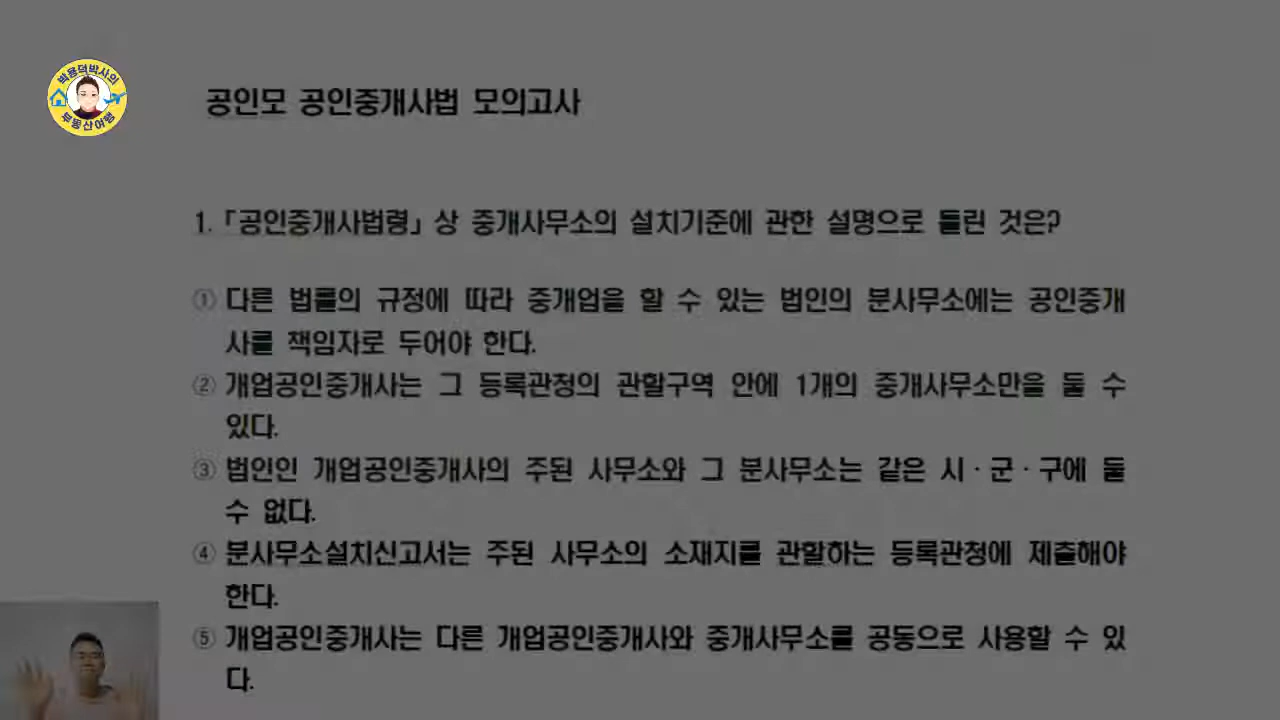 박용덕박사의
부동산여행
공인모 공인중개사법 모의고사
1. 「공인중개사법령」 상 중개사무소의 설치기준에 관한 설명으로 틀린 것은?
① 다른 법률의 규정에 따라 중개업을 할 수 있는 법인의 분사무소에는 공인중개
사를 책임자로 두어야 한다.
② 개업공인중개사는 그 등록관청의 관할구역 안에 1개의 중개사무소만을 둘 수
있다.
③ 법인인 개업공인중개사의 주된 사무소와 그 분사무소는 같은 시·군·구에 둘
수 없다.
④ 분사무소설치신고서는 주된 사무소의 소재지를 관할하는 등록관청에 제출해야
한다.
⑤ 개업공인중개사는 다른 개업공인중개사와 중개사무소를 공동으로 사용할 수 있
다.